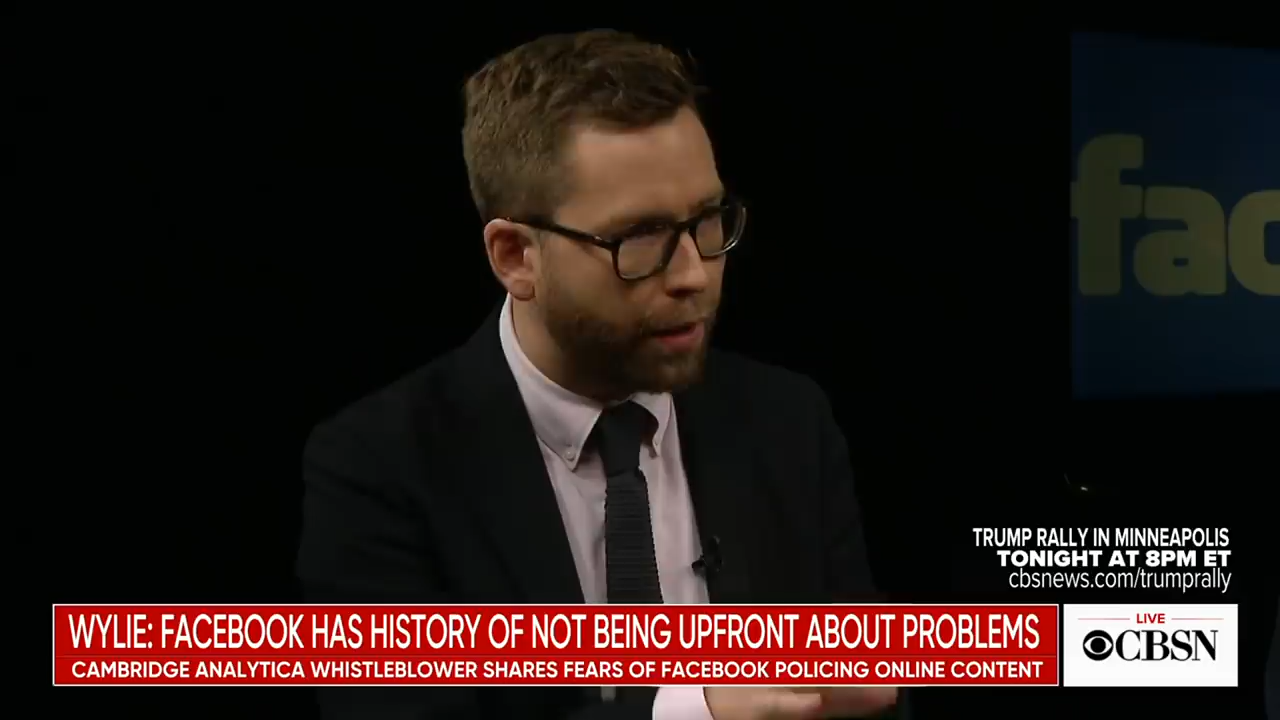 fac
TRUMP RALLY IN MINNEAPOLIS
TONIGHT AT 8PM ET
cbsnews.com/trumprally
WYLIE: FACEBOOK HAS HISTORY OF NOT BEING UPFRONT ABOUT PROBLEMS
CAMBRIDGE ANALYTICA WHISTLEBLOWER SHARES FEARS OF FACEBOOK POLICING ONLINE CONTENT
LIVE
CBSN